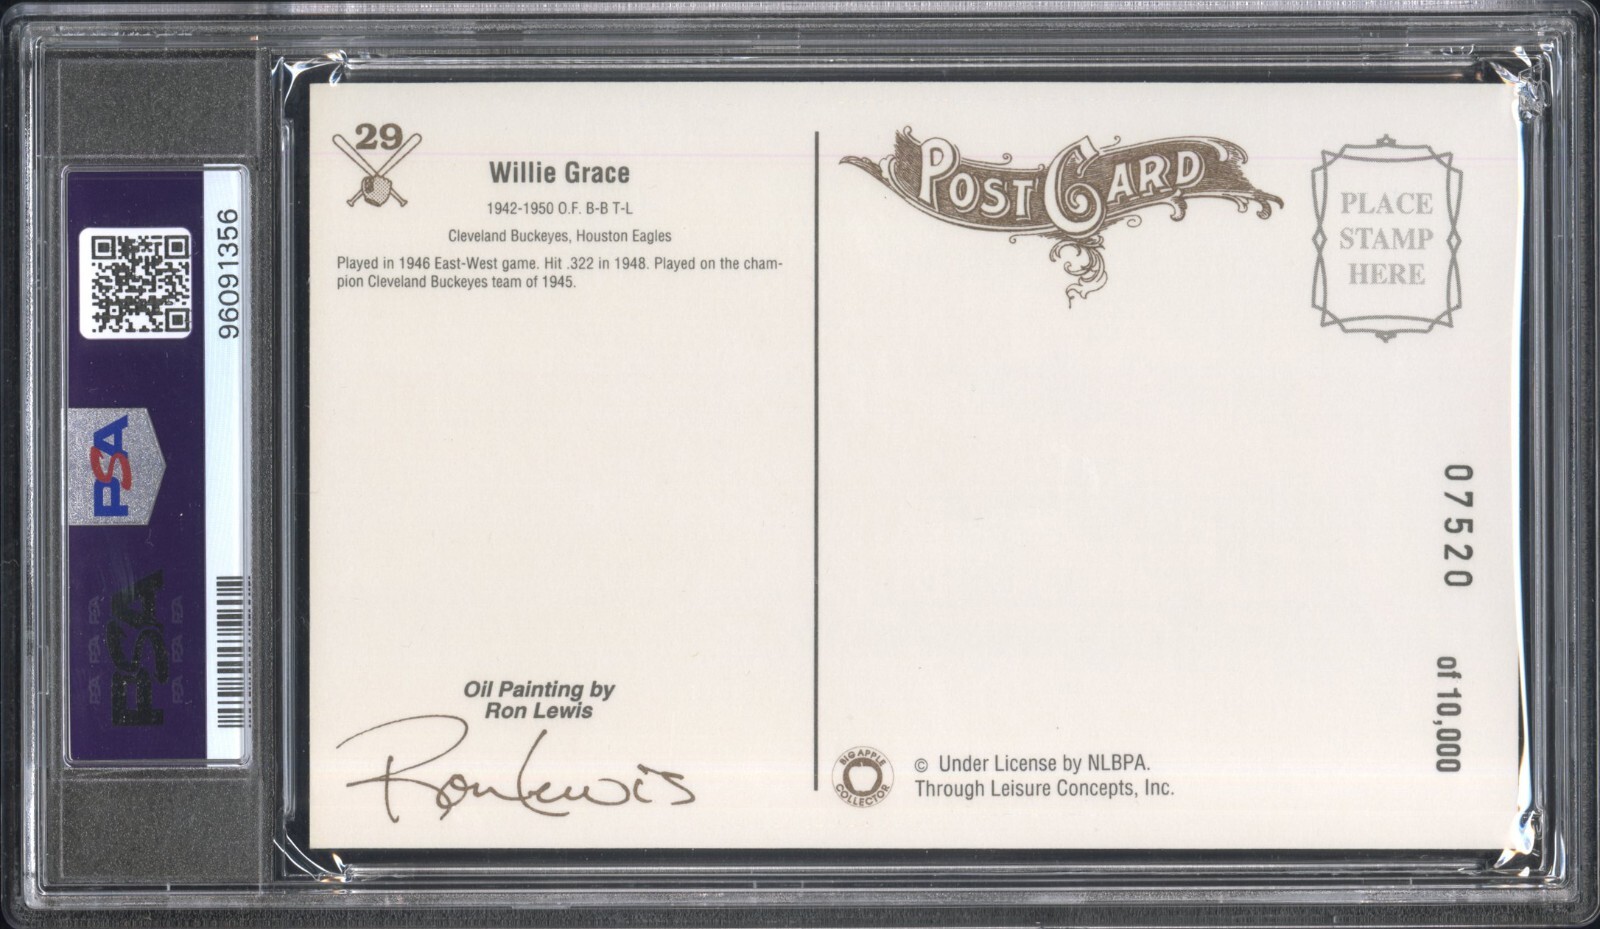 96091356
PSA
PSA
29
Willie Grace
1942-1950 O.F. B-B T-L
Cleveland Buckeyes, Houston Eagles
Played in 1946 East-West game. Hit .322 in 1948. Played on the cham-
pion Cleveland Buckeyes team of 1945.
Oil Painting by
Ron Lewis
Ron Lewis
POST CARD
PLACE
STAMP
HERE
07520 of 10,000
BIG APPLE
COLLECTOR
© Under License by NLBPA.
Through Leisure Concepts, Inc.